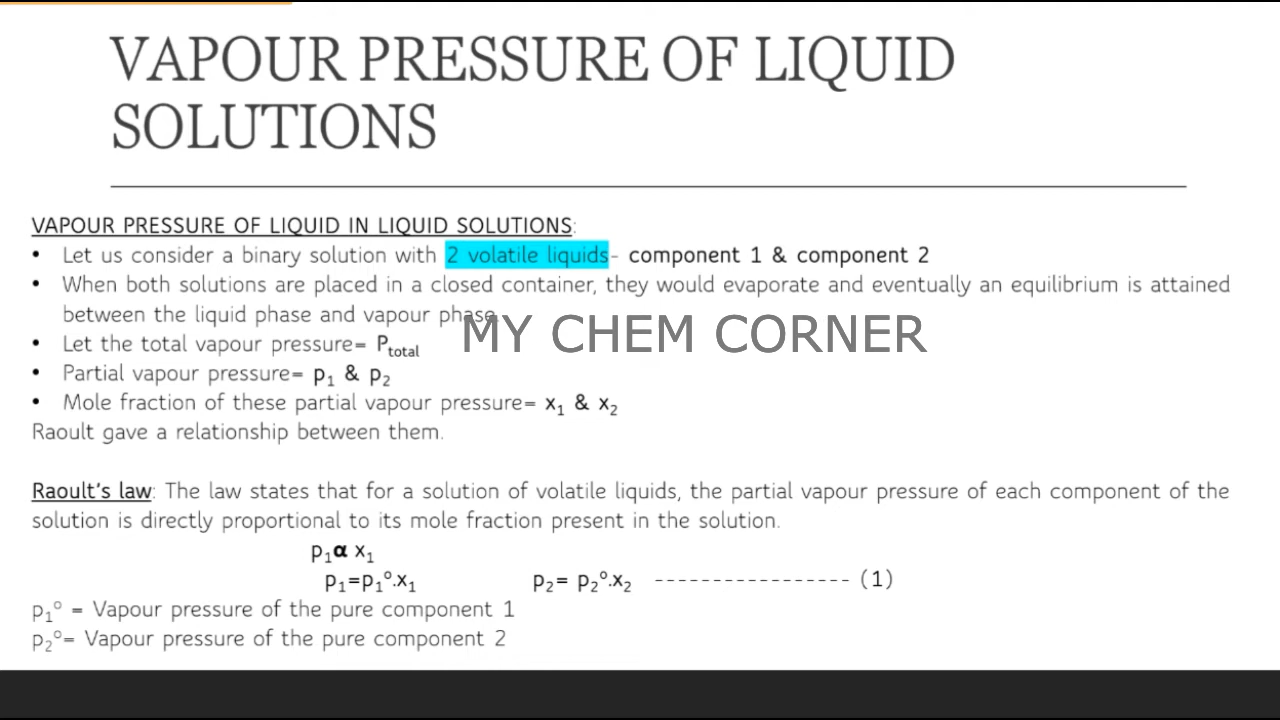 VAPOUR PRESSURE OF LIQUID
SOLUTIONS
VAPOUR PRESSURE OF LIQUID IN LIQUID SOLUTIONS:
• Let us consider a binary solution with 2 volatile liquids- component 1 & component 2
• When both solutions are placed in a closed container, they would evaporate and eventually an equilibrium is attained
between the liquid phase and vapour phase.
MY CHEM CORNER
• Let the total vapour pressure= Ptotal
• Partial vapour pressure= p₁ & p₂
• Mole fraction of these partial vapour pressure= x₁ & x₂
Raoult gave a relationship between them.
Raoult's law: The law states that for a solution of volatile liquids, the partial vapour pressure of each component of the
solution is directly proportional to its mole fraction present in the solution.
p₁α x₁
p₁=p₁°.x₁ p₂= p₂°.x₂ ----------------- (1)
p₁° = Vapour pressure of the pure component 1
p₂°= Vapour pressure of the pure component 2